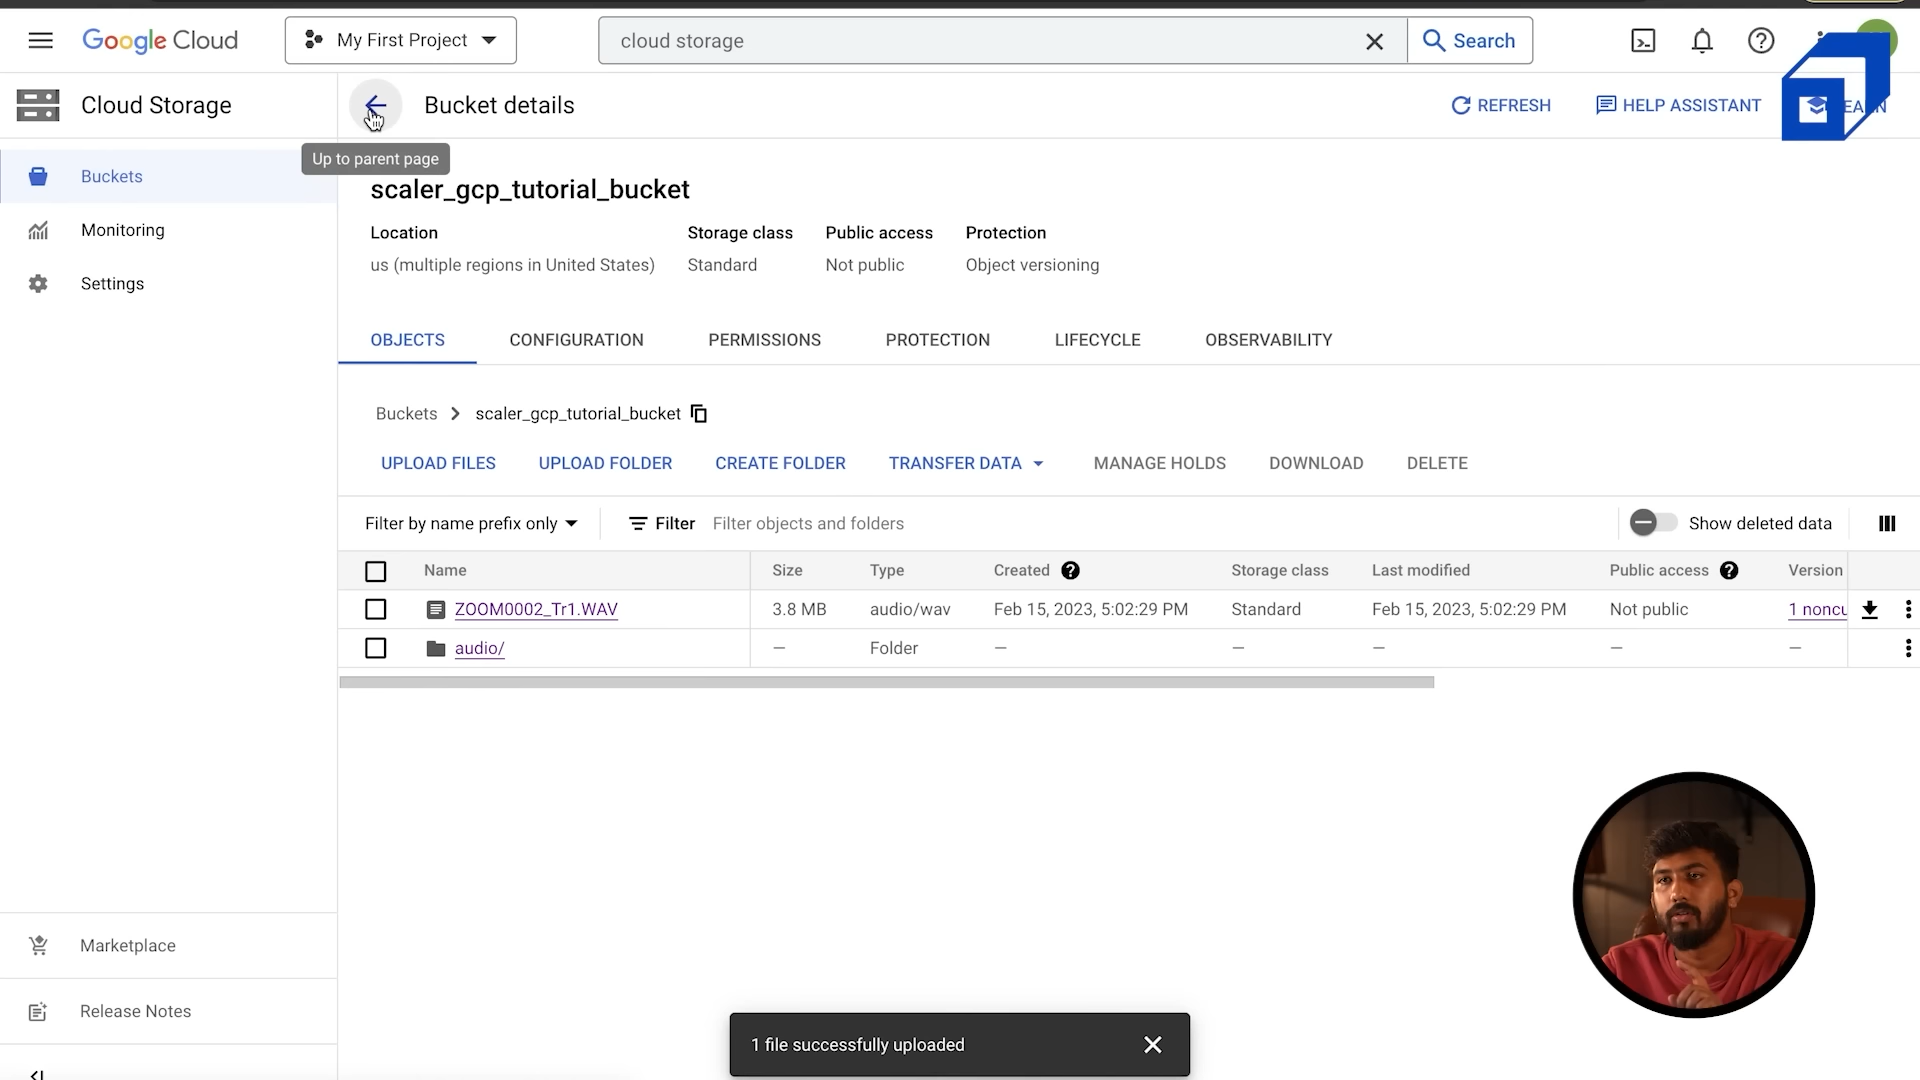 Google Cloud
My First Project
cloud storage
Search
Cloud Storage
Bucket details
REFRESH
HELP ASSISTANT
Up to parent page
Buckets
Monitoring
Settings
scaler_gcp_tutorial_bucket
Location Storage class Public access Protection
us (multiple regions in United States) Standard Not public Object versioning
OBJECTS CONFIGURATION PERMISSIONS PROTECTION LIFECYCLE OBSERVABILITY
Buckets > scaler_gcp_tutorial_bucket
UPLOAD FILES UPLOAD FOLDER CREATE FOLDER TRANSFER DATA MANAGE HOLDS DOWNLOAD DELETE
Filter by name prefix only Filter Filter objects and folders Show deleted data
Name Size Type Created Storage class Last modified Public access Version
ZOOM0002_Tr1.WAV 3.8 MB audio/wav Feb 15, 2023, 5:02:29 PM Standard Feb 15, 2023, 5:02:29 PM Not public 1 noncu
audio/ — Folder — — — — —
Marketplace
Release Notes
1 file successfully uploaded